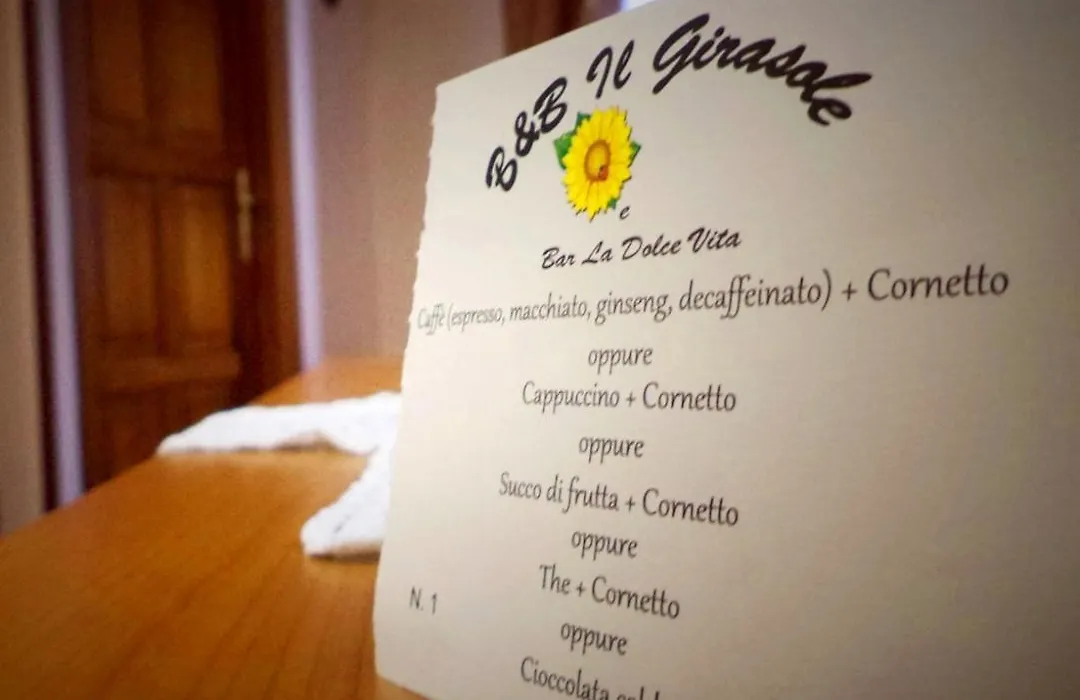 B&B Il Girasole
e
Bar La Dolce Vita
Caffè (espresso, macchiato, ginseng, decaffeinato) + Cornetto
oppure
Cappuccino + Cornetto
oppure
Succo di frutta + Cornetto
oppure
The + Cornetto
N. 1
oppure
Cioccolata